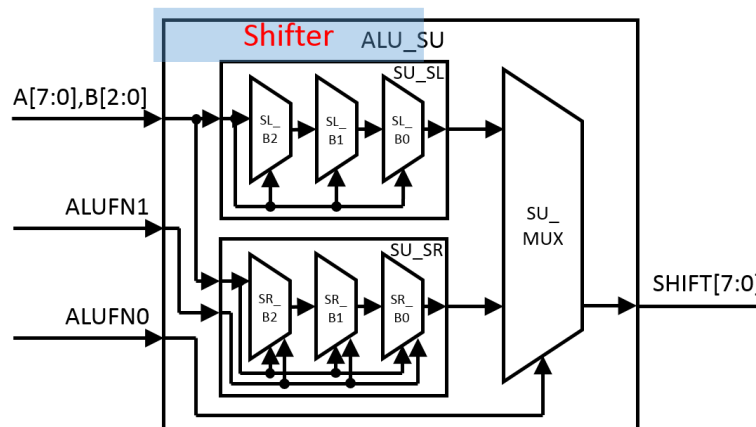 Shifter
ALU_SU
SU_SL
A[7:0],B[2:0]
SL_
B2
SL_
B1
SL_
B0
ALUFN1
SU_
MUX
SU_SR
SHIFT[7:0]
SR_
B2
SR_
B1
SR_
B0
ALUFN0